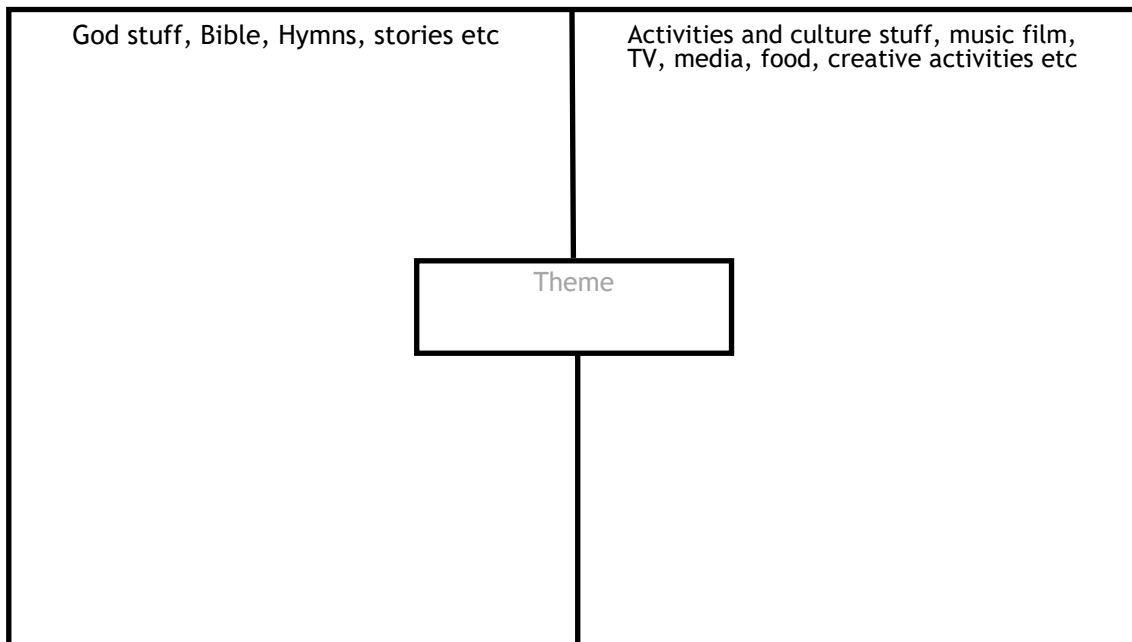 God stuff, Bible, Hymns, stories etc
Activities and culture stuff, music film,
TV, media, food, creative activities etc
Theme